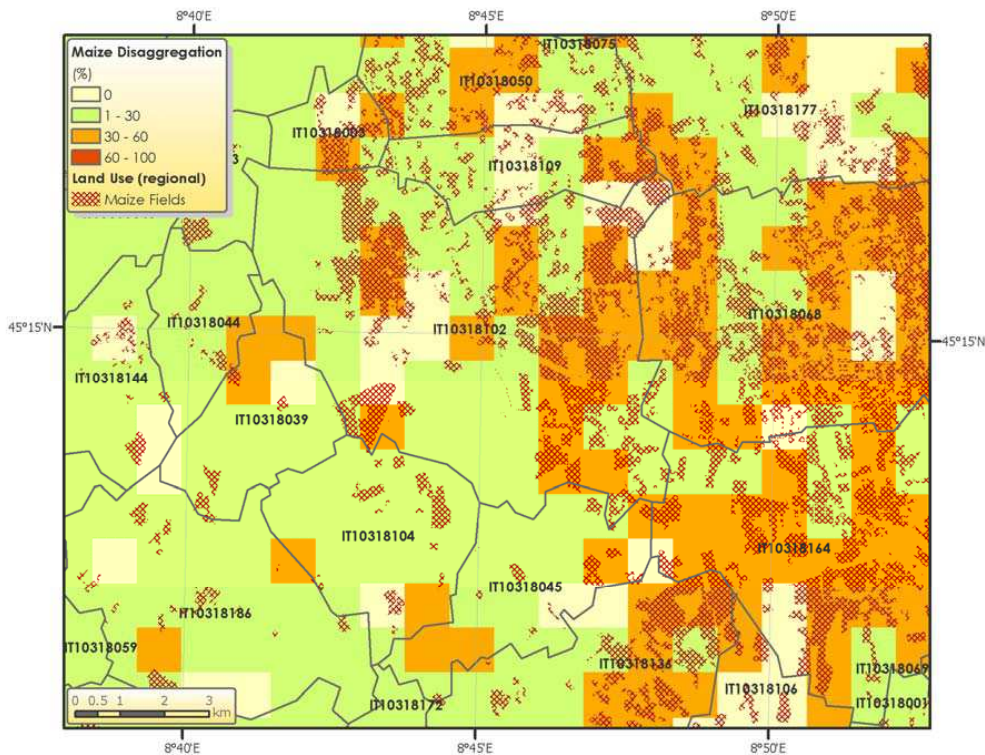 8°40'E 8°45'E 8°50'E
Maize Disaggregation
(%)
0
1 - 30
30 - 60
60 - 100
Land Use (regional)
Maize Fields
IT10318075
IT10318050
IT10318177
IT10318003
IT10318109
3
45°15'N
IT10318044
IT10318102
IT10318068
45°15'N
IT10318144
IT10318039
IT10318104
IT10318164
IT10318045
IT10318186
IT10318059
IT10318136
IT10318069
IT10318106
IT10318172
IT10318001
0 0.5 1 2 3
km
8°40'E 8°45'E 8°50'E